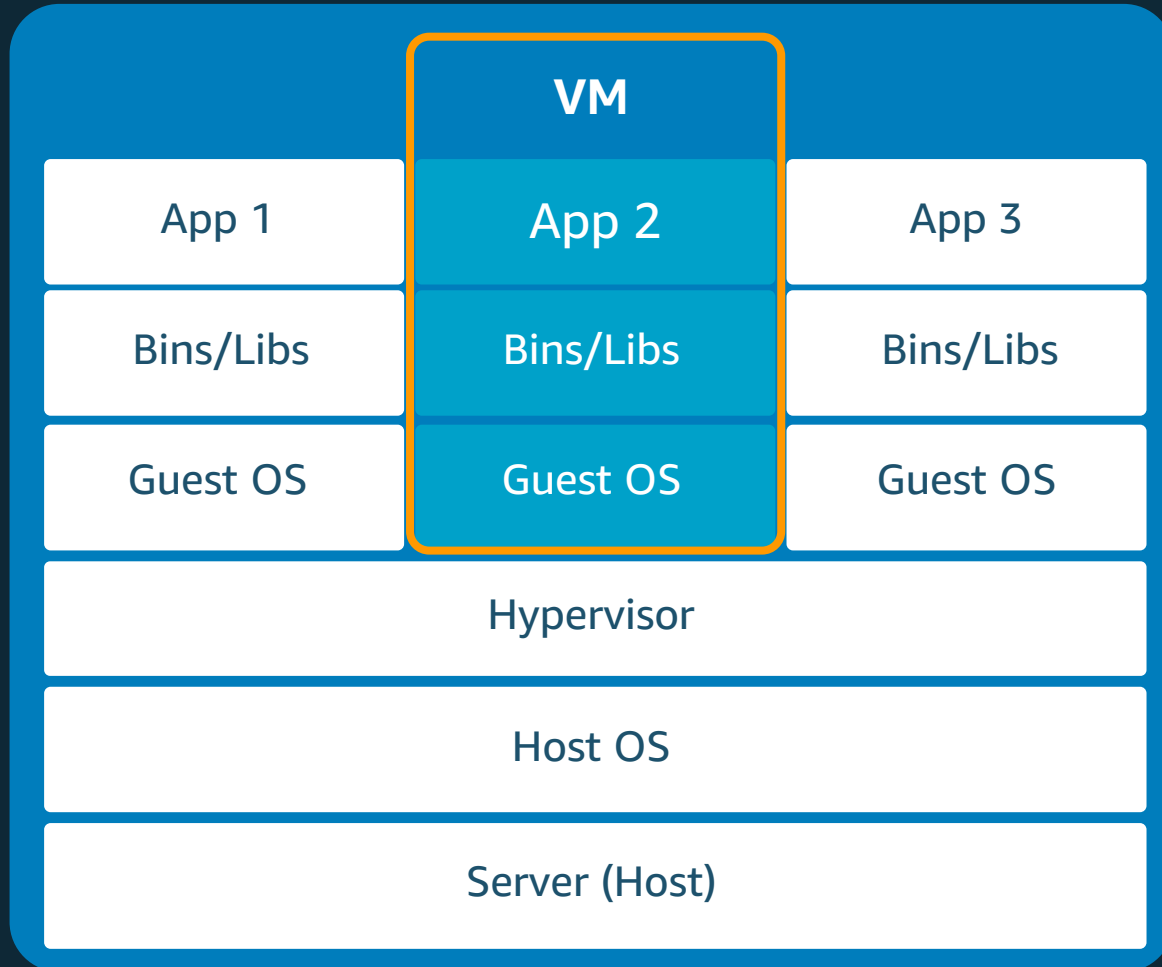 VM
App 1
App 2
App 3
Bins/Libs
Bins/Libs
Bins/Libs
Guest OS
Guest OS
Guest OS
Hypervisor
Host OS
Server (Host)